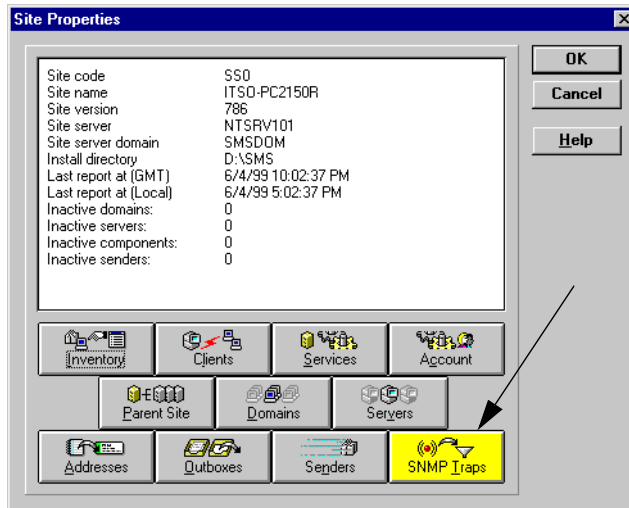 Site Properties
Site code SS0
Site name ITSO-PC2150R
Site version 786
Site server NTSRV101
Site server domain SMSDOM
Install directory D:\SMS
Last report at (GMT) 6/4/99 10:02:37 PM
Last report at (Local) 6/4/99 5:02:37 PM
Inactive domains: 0
Inactive servers: 0
Inactive components: 0
Inactive senders: 0
OK
Cancel
Help
Inventory Clients Services Account
Parent Site Domains Servers
Addresses Outboxes Senders SNMP Traps